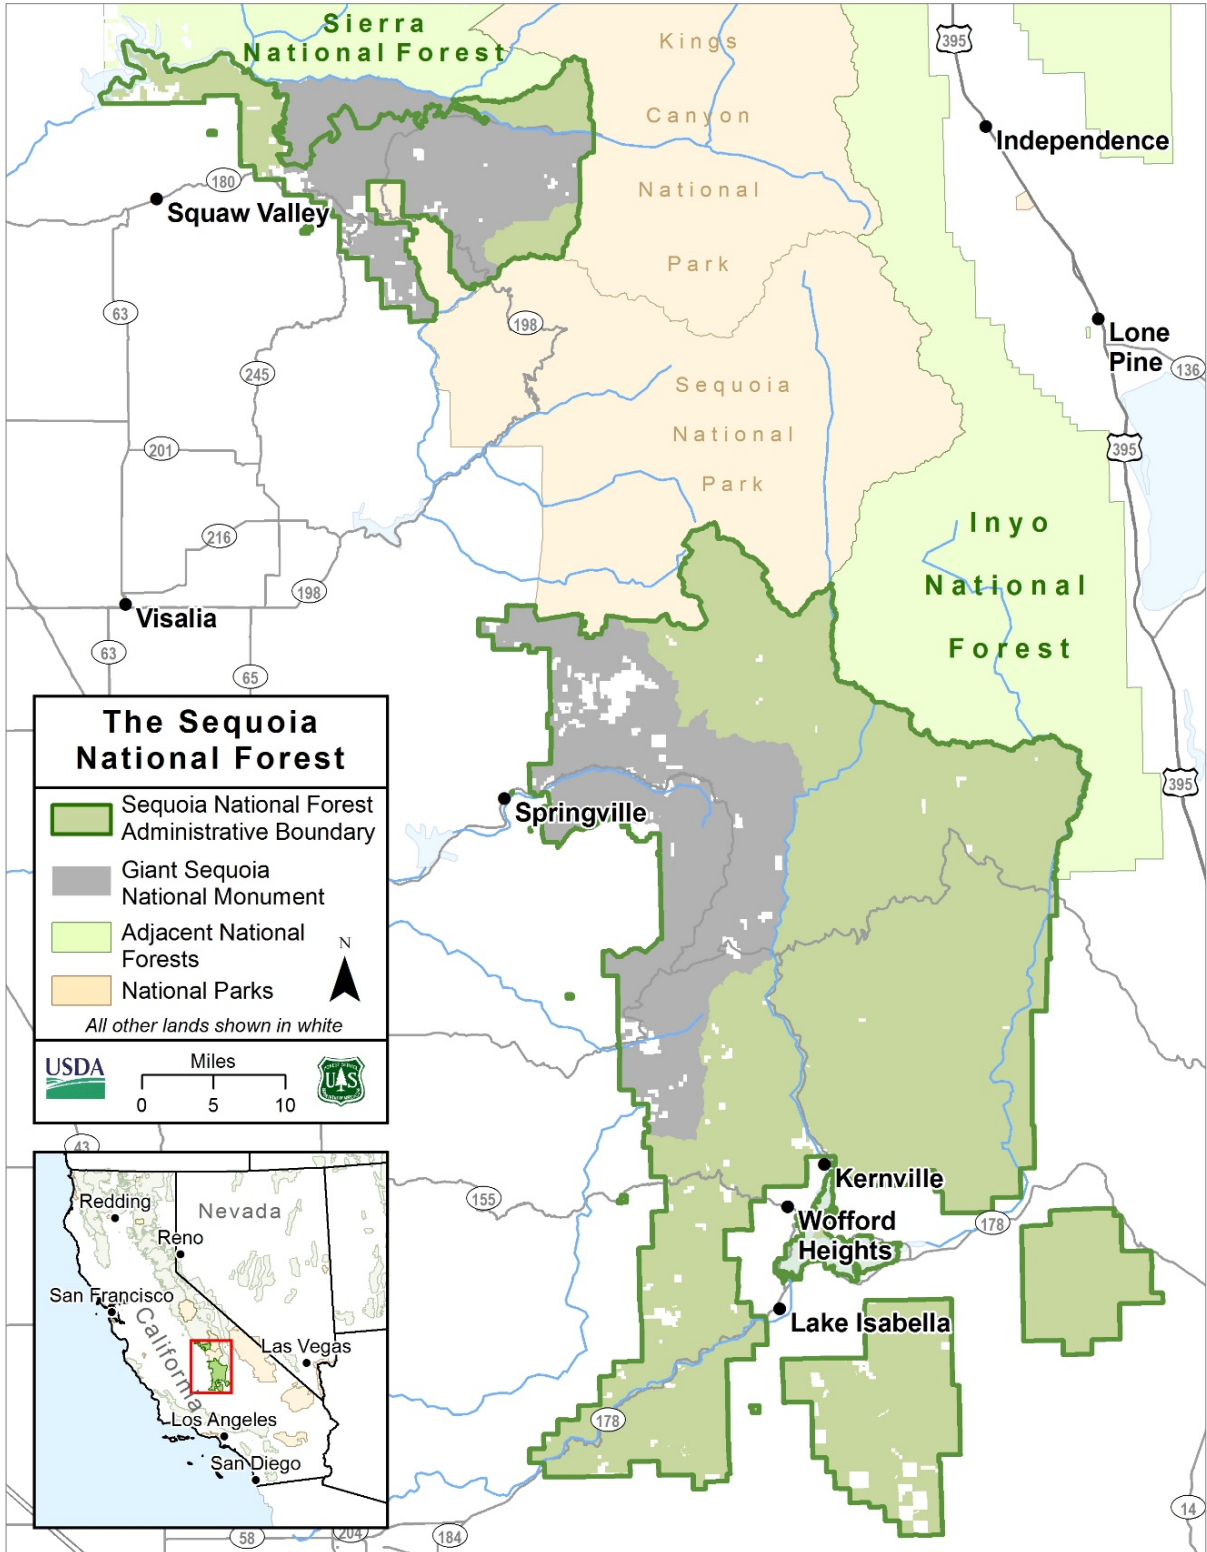 Sierra
National Forest
Kings
Canyon
National
Park
395
Independence
180
Squaw Valley
63
198
Lone
Pine
136
245
Sequoia
National
Park
395
201
216
Inyo
National
Forest
198
Visalia
63
65
The Sequoia
National Forest
Sequoia National Forest
Administrative Boundary
Giant Sequoia
National Monument
Adjacent National
Forests
National Parks
N
All other lands shown in white
USDA
Miles
0 5 10
US
395
Springville
43
155
Kernville
Wofford
Heights
178
Lake Isabella
178
14
Redding
Nevada
Reno
San Francisco
California
Las Vegas
Los Angeles
San Diego
58
204
184